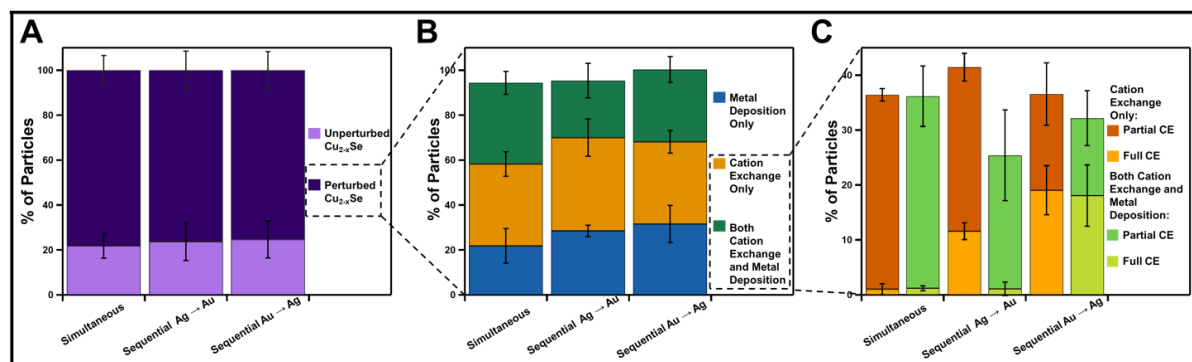 A
% of Particles
100
80
60
40
20
0
Simultaneous
Sequential Ag → Au
Sequential Au → Ag
Unperturbed
Cu₂₋ₓSe
Perturbed
Cu₂₋ₓSe
B
% of Particles
100
80
60
40
20
0
Simultaneous
Sequential Ag → Au
Sequential Au → Ag
Metal
Deposition
Only
Cation
Exchange
Only
Both
Cation
Exchange
and Metal
Deposition
C
% of Particles
40
30
20
10
0
Simultaneous
Sequential Ag → Au
Sequential Au → Ag
Cation
Exchange
Only:
Partial CE
Full CE
Both Cation
Exchange and
Metal
Deposition:
Partial CE
Full CE